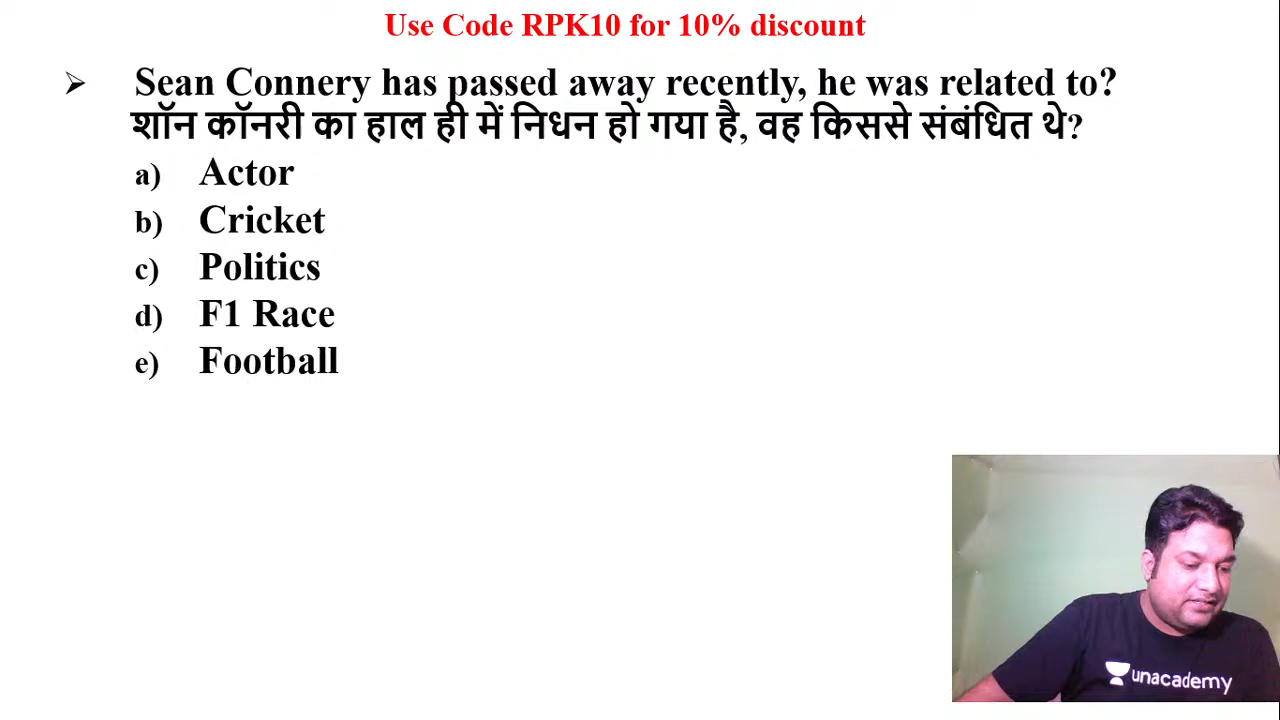 Use Code RPK10 for 10% discount
➢ Sean Connery has passed away recently, he was related to?
शॉन कॉनरी का हाल ही में निधन हो गया है, वह किससे संबंधित थे?
a) Actor
b) Cricket
c) Politics
d) F1 Race
e) Football
unacademy